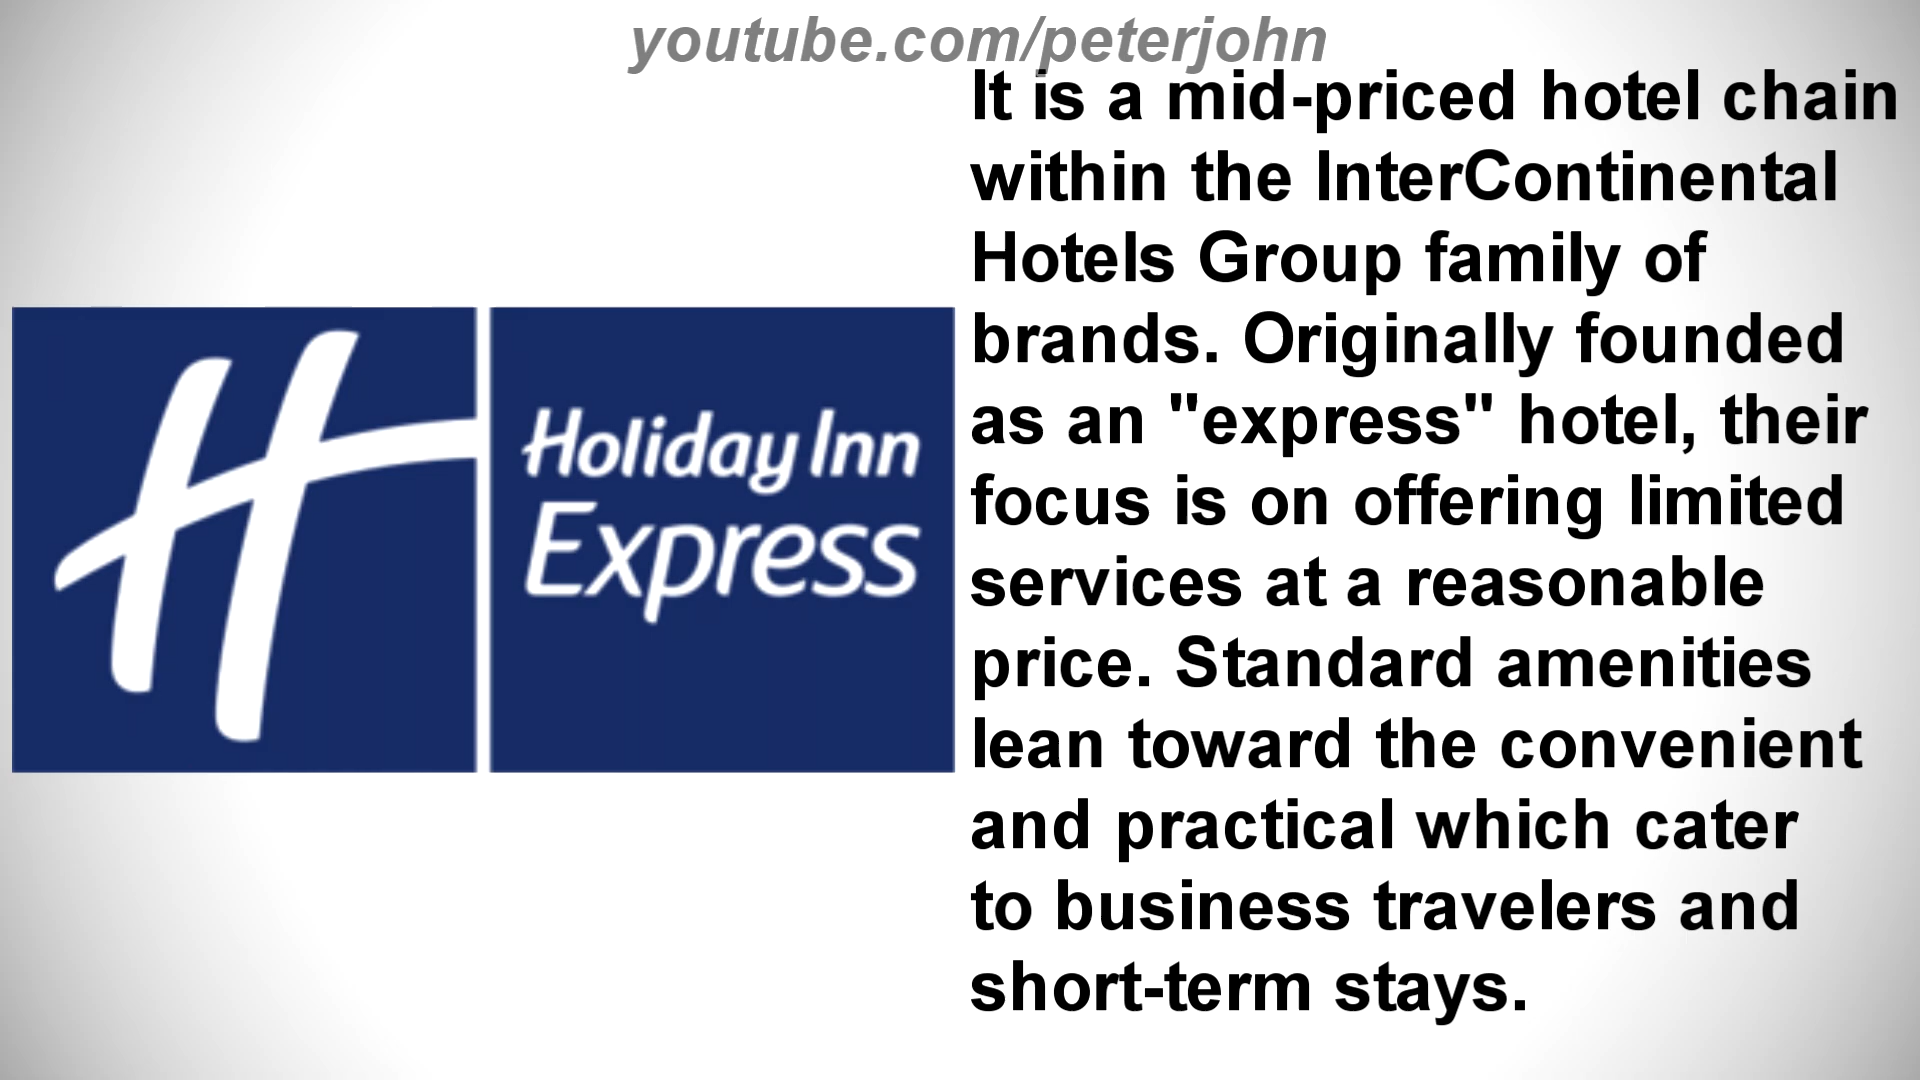 youtube.com/peterjohn
Holiday Inn
Express
It is a mid-priced hotel chain
within the InterContinental
Hotels Group family of
brands. Originally founded
as an "express" hotel, their
focus is on offering limited
services at a reasonable
price. Standard amenities
lean toward the convenient
and practical which cater
to business travelers and
short-term stays.